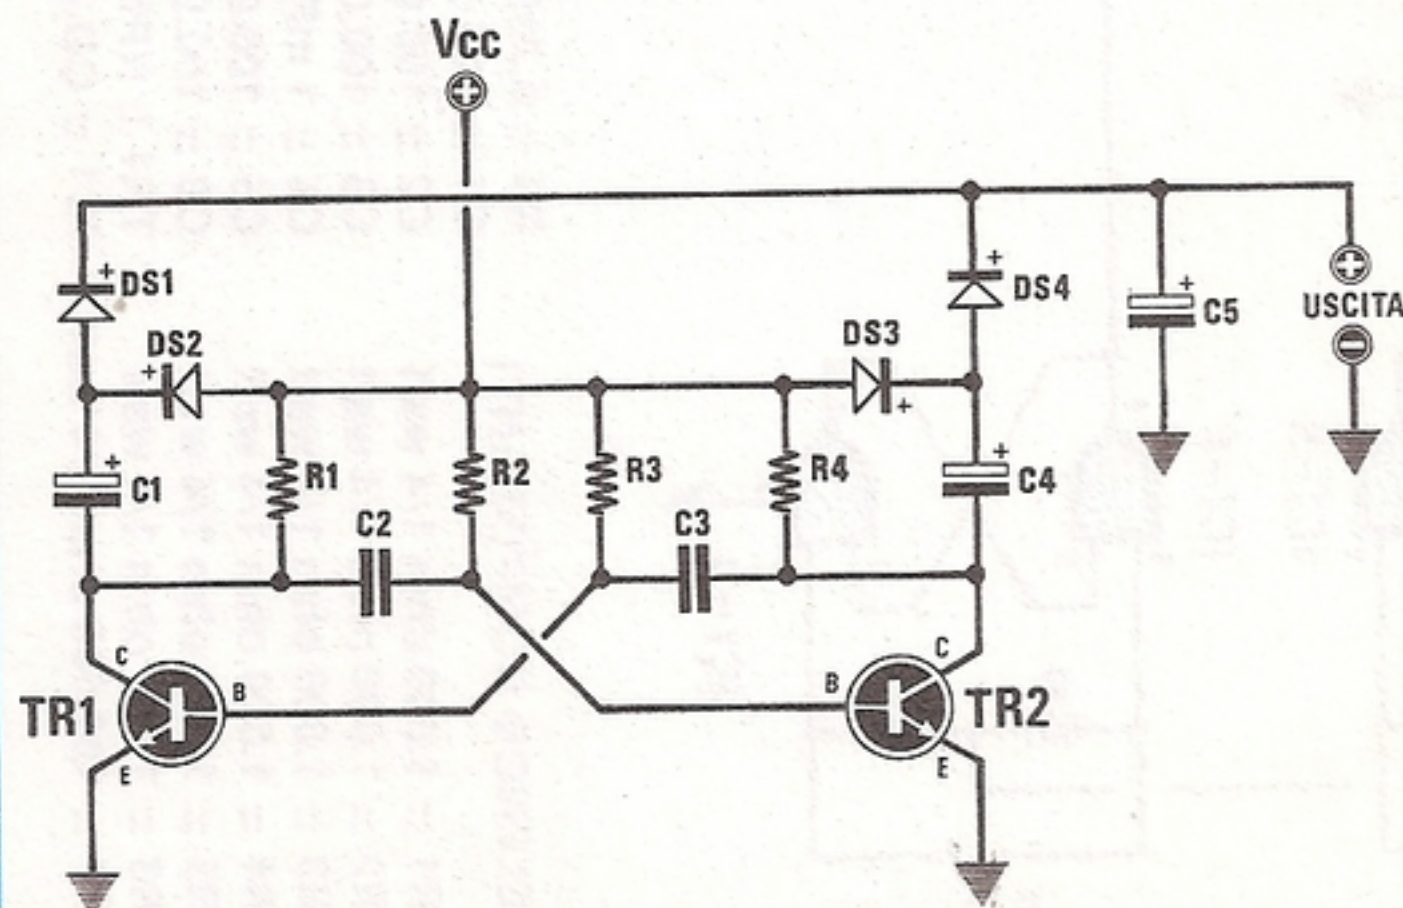 Vcc
+
+ DS1
+ DS4
+ C5
+
USCITA
−
DS2
+
DS3
+
+ C1
R1
R2
R3
R4
+ C4
C2
C3
C
B
E
TR1
C
B
E
TR2